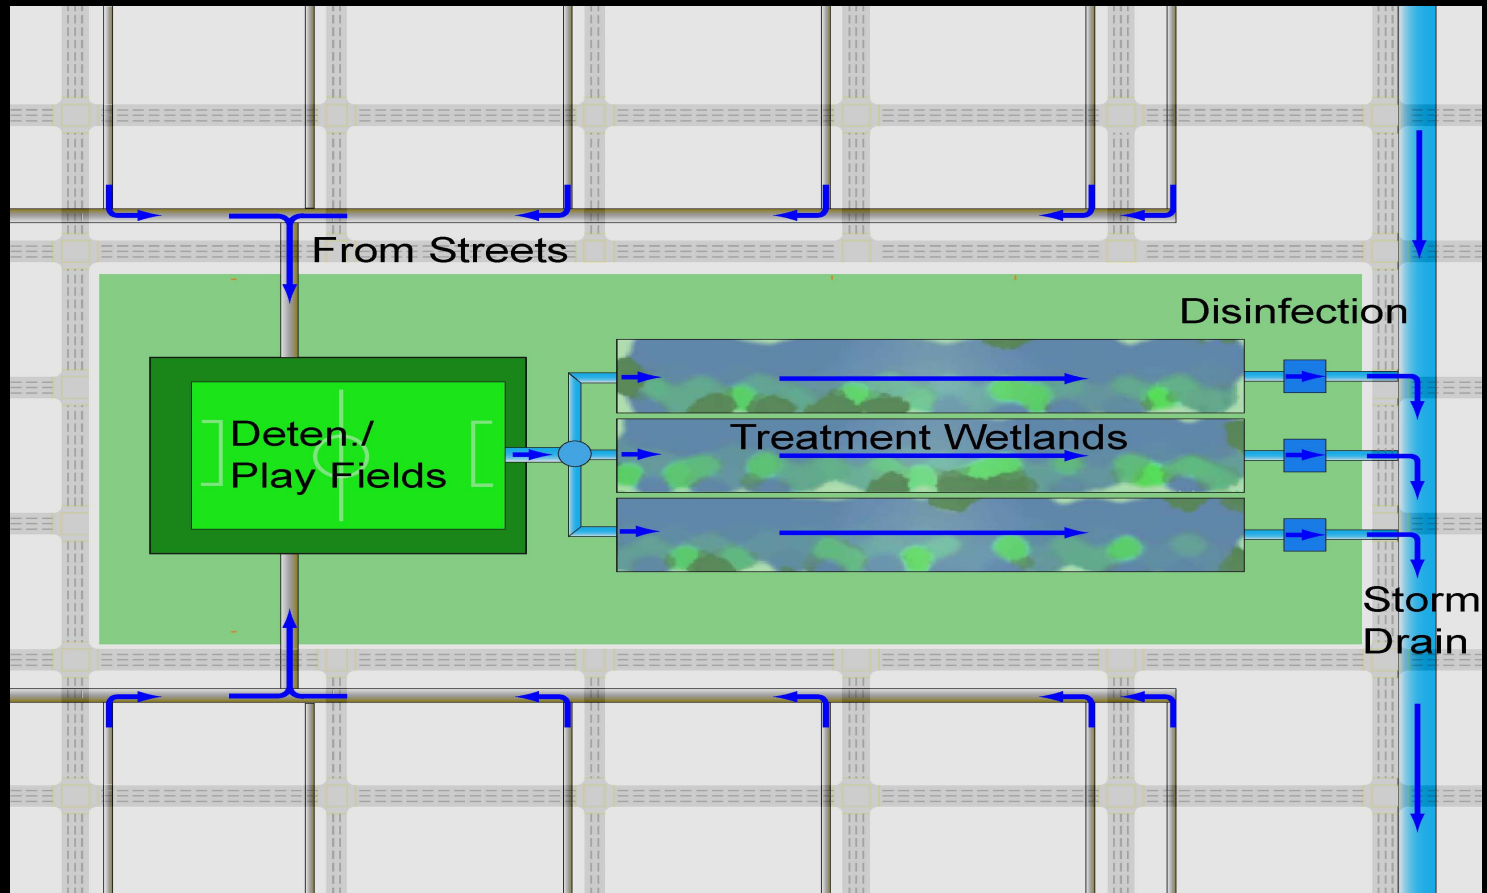 From Streets
Disinfection
Deten./
Play Fields
Treatment Wetlands
Storm
Drain